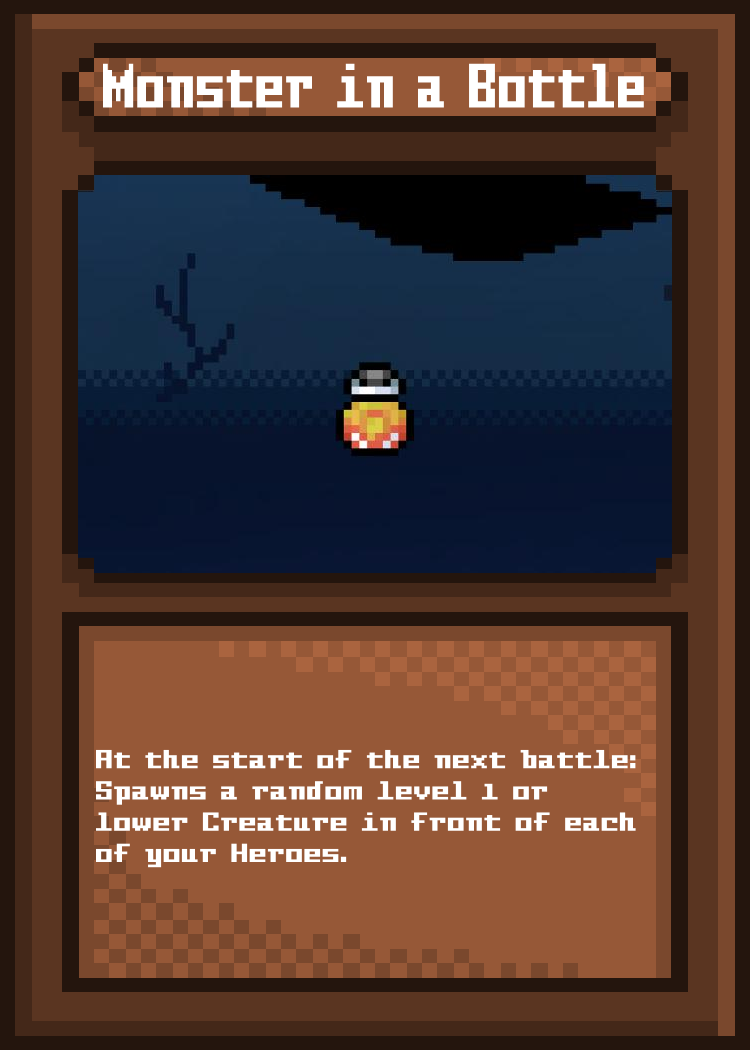 Monster in a Bottle
At the start of the next battle:
Spawns a random level 1 or
lower Creature in front of each
of your Heroes.